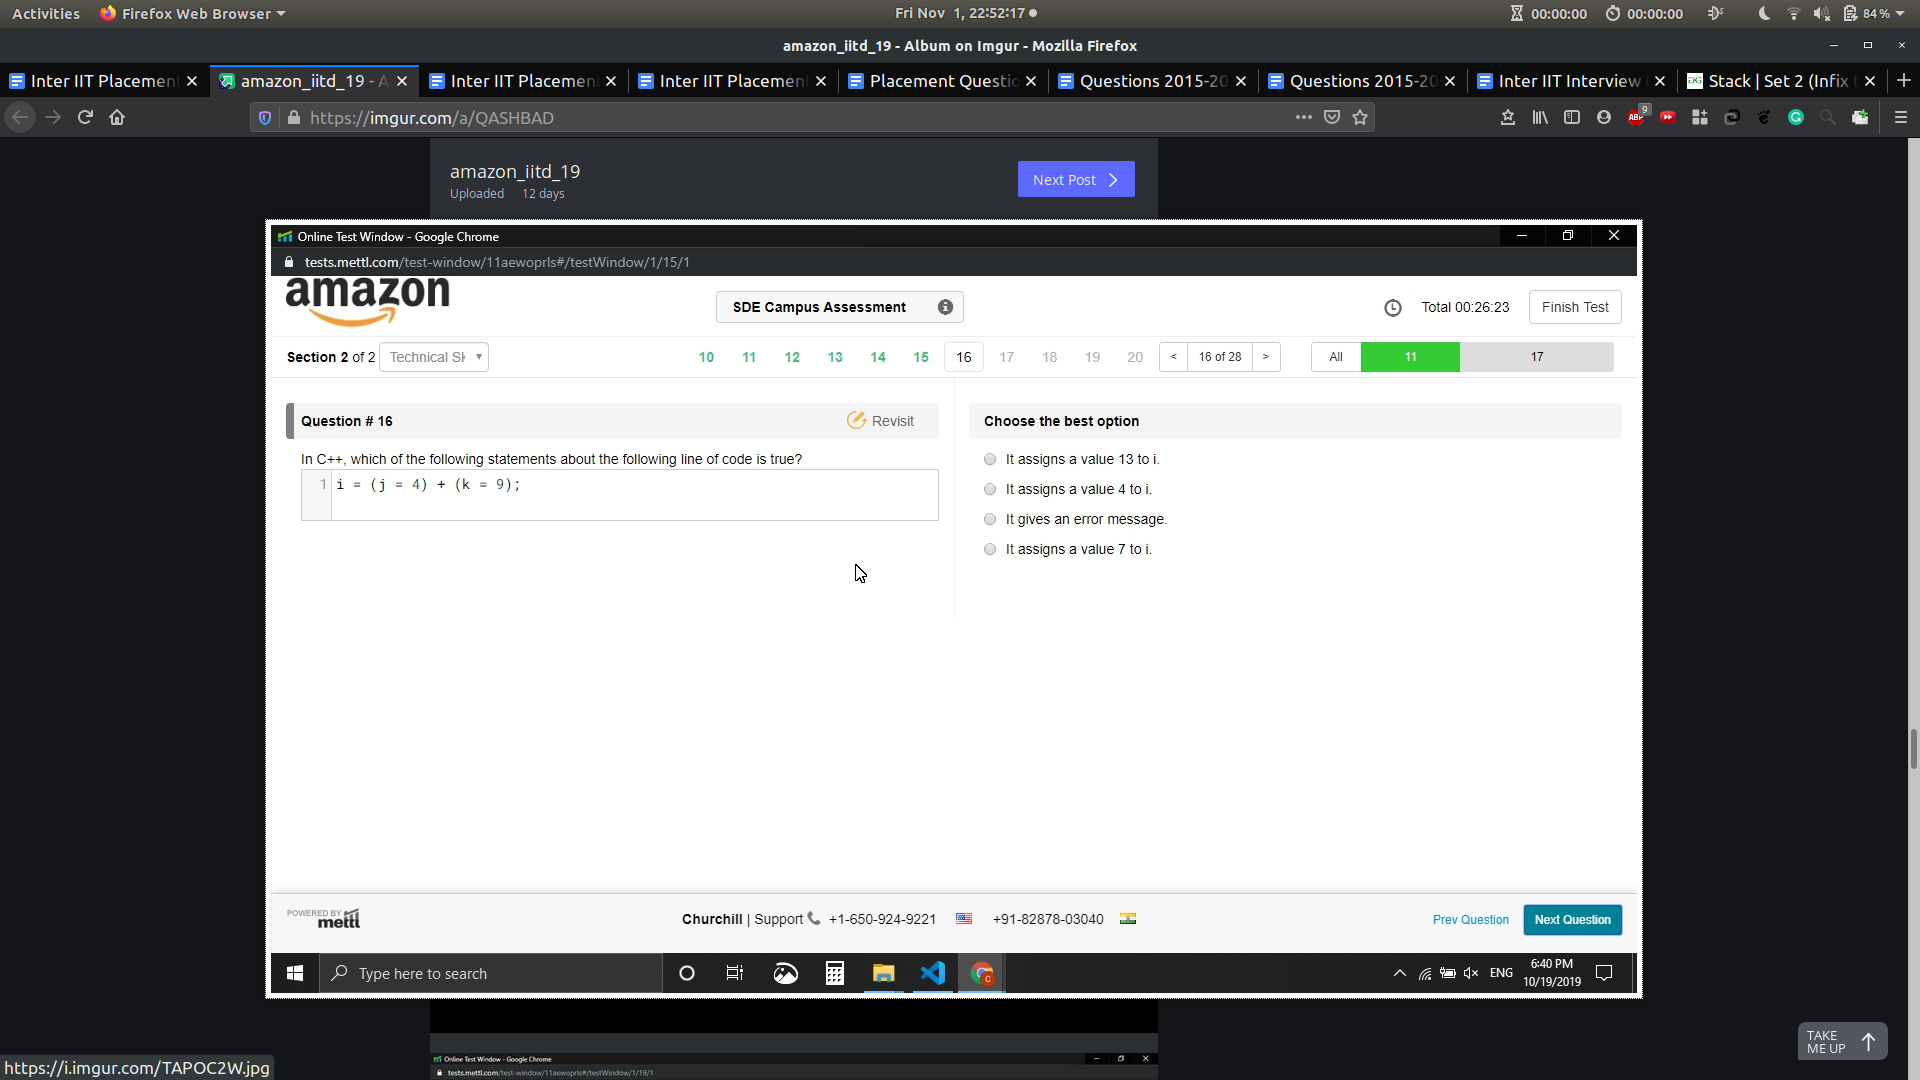 Activities Firefox Web Browser Fri Nov 1, 22:52:17 00:00:00 00:00:00 84 %
amazon_iitd_19 - Album on Imgur - Mozilla Firefox
Inter IIT Placement amazon_iitd_19 - A Inter IIT Placement Inter IIT Placement Placement Questio Questions 2015-20 Questions 2015-20 Inter IIT Interview Stack | Set 2 (Infix t
https://imgur.com/a/QASHBAD ABP 9
amazon_iitd_19
Uploaded 12 days
Next Post
Online Test Window - Google Chrome
tests.mettl.com/test-window/11aewoprls#/testWindow/1/15/1
amazon
SDE Campus Assessment
Total 00:26:23 Finish Test
Section 2 of 2 Technical Sk 10 11 12 13 14 15 16 17 18 19 20 < 16 of 28 > All 11 17
Question # 16 Revisit
In C++, which of the following statements about the following line of code is true?
1 i = (j = 4) + (k = 9);
Choose the best option
It assigns a value 13 to i.
It assigns a value 4 to i.
It gives an error message.
It assigns a value 7 to i.
POWERED BY mettl
Churchill | Support +1-650-924-9221 +91-82878-03040
Prev Question Next Question
Type here to search
ENG 6:40 PM
10/19/2019
TAKE
ME UP
Online Test Window - Google Chrome
tests.mettl.com/test-window/11aewoprls#/testWindow/1/19/1
https://i.imgur.com/TAPOC2W.jpg